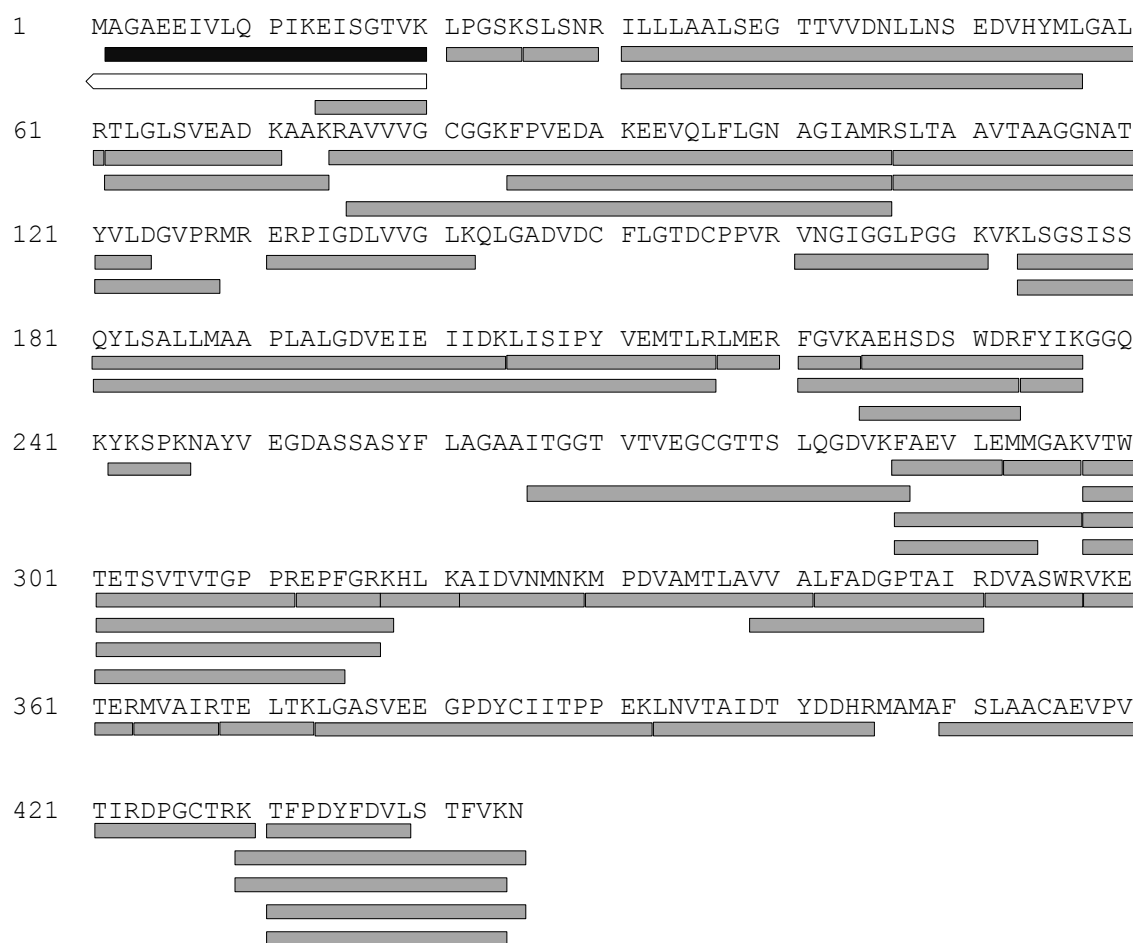 1 MAGAEEIVLQ PIKEISGTVK LPGSKSLSNR ILLLAALSEG TTVVDNLLNS EDVHYMLGAL
61 RTLGLSVEAD KAAKRAVVVG CGGKFPVEDA KEEVQLFLGN AGIAMRSLTA AVTAAGGNAT
121 YVLDGVPRMR ERPIGDLVVG LKQLGADVDC FLGTDCPPVR VNGIGGLPGG KVKLSGSISS
181 QYLSALLMAA PLALGDVEIE IIDKLISIPY VEMTLRLMER FGVKAEHSDS WDRFYIKGGQ
241 KYKSPKNAYV EGDASSASYF LAGAAITGGT VTVEGCGTTS LQGDVKFAEV LEMMGAKVTW
301 TETSVTVTGP PREPFGRKHL KAIDVNMNKM PDVAMTLAVV ALFADGPTAI RDVASWRVKE
361 TERMVAIRTE LTKLGASVEE GPDYCIITPP EKLNVTAIDT YDDHRMAMAF SLAACAEVPV
421 TIRDPGCTRK TFPDYFDVLS TFVKN